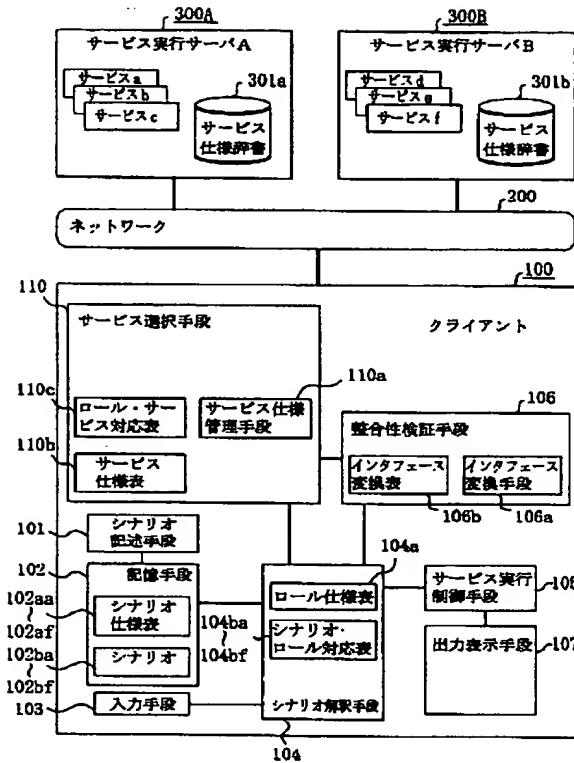 300A
300B
サービス実行サーバA
サービスa
サービスb
サービスc
301a
サービス
仕様辞書
サービス実行サーバB
サービスd
サービスe
サービスf
301b
サービス
仕様辞書
200
ネットワーク
100
クライアント
110
サービス選択手段
110c
ロール・サー
ビス対応表
110a
サービス仕様
管理手段
110b
サービス
仕様表
106
整合性検証手段
インタフェース
変換表
インタフェース
変換手段
106b
106a
101
シナリオ
記述手段
102
記憶手段
102aa
~
102af
シナリオ
仕様表
102ba
~
102bf
シナリオ
103
入力手段
104a
ロール仕様表
104ba
~
104bf
シナリオ・
ロール対応表
シナリオ解釈手段
104
サービス実行
制御手段
108
出力表示手段
107